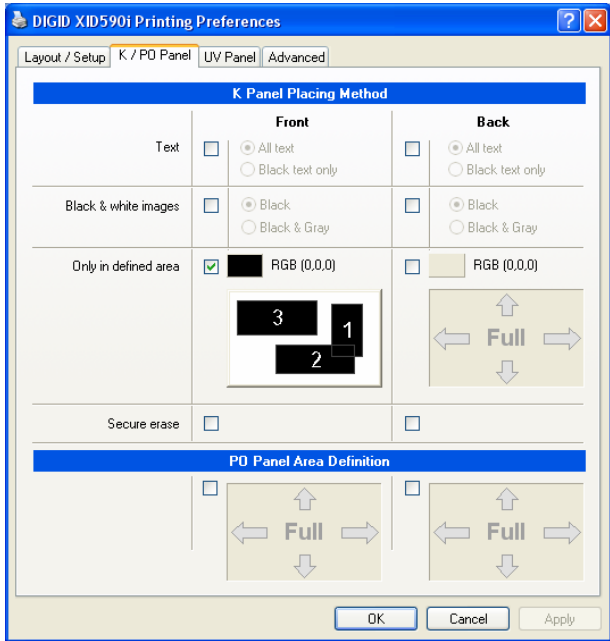 DIGID XID590i Printing Preferences
Layout / Setup K / PO Panel UV Panel Advanced
K Panel Placing Method
Front Back
Text All text All text
Black text only Black text only
Black & white images Black Black
Black & Gray Black & Gray
Only in defined area RGB (0,0,0) RGB (0,0,0)
3 1
2
Full
Secure erase
PO Panel Area Definition
Full Full
OK Cancel Apply